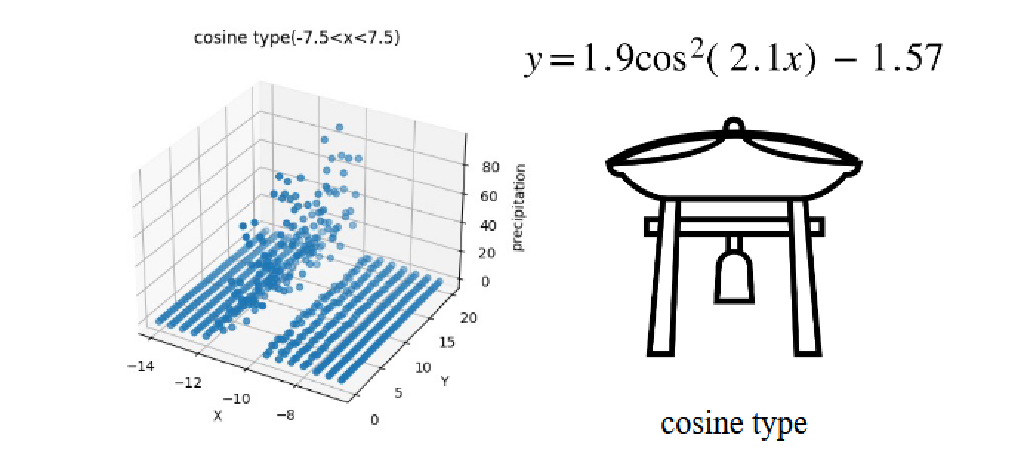 cosine type(-7.5<x<7.5)
y=1.9cos²( 2.1x) − 1.57
80
60
40
20
0
precipitation
−14
−12
−10
−8
X
0
5
10
15
20
Y
cosine type